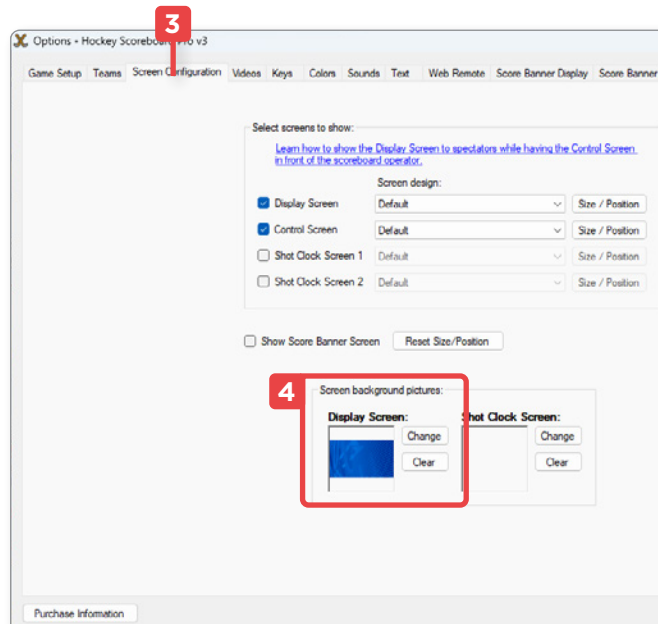 3
Options - Hockey Scoreboard Pro v3
Game Setup Teams Screen Configuration Videos Keys Colors Sounds Text Web Remote Score Banner Display Score Banner
Select screens to show:
Learn how to show the Display Screen to spectators while having the Control Screen
in front of the scoreboard operator.
Screen design:
Display Screen Default Size / Position
Control Screen Default Size / Position
Shot Clock Screen 1 Default Size / Position
Shot Clock Screen 2 Default Size / Position
Show Score Banner Screen Reset Size/Position
4
Screen background pictures:
Display Screen: Shot Clock Screen:
Change Change
Clear Clear
Purchase Information